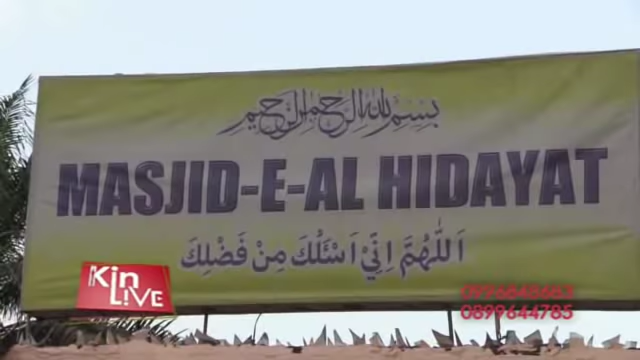 بسم الله الرحمن الرحيم
MASJID-E-AL HIDAYAT
اَللّٰهُمَّ اِنِّيْ اَسْئَلُكَ مِنْ فَضْلِكَ
Kin
LIVE
0899644785